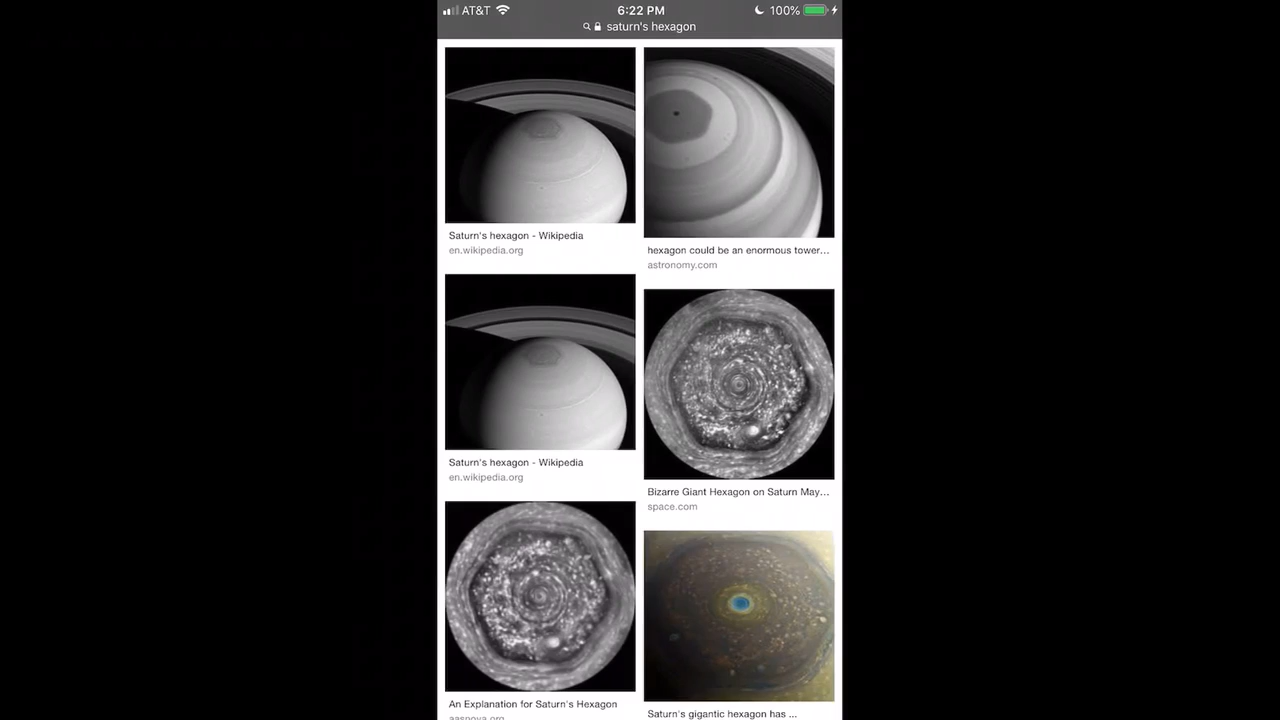 AT&T 6:22 PM 100%
saturn's hexagon
Saturn's hexagon - Wikipedia
en.wikipedia.org
hexagon could be an enormous tower...
astronomy.com
Saturn's hexagon - Wikipedia
en.wikipedia.org
Bizarre Giant Hexagon on Saturn May...
space.com
An Explanation for Saturn's Hexagon
aasnova.org
Saturn's gigantic hexagon has ...